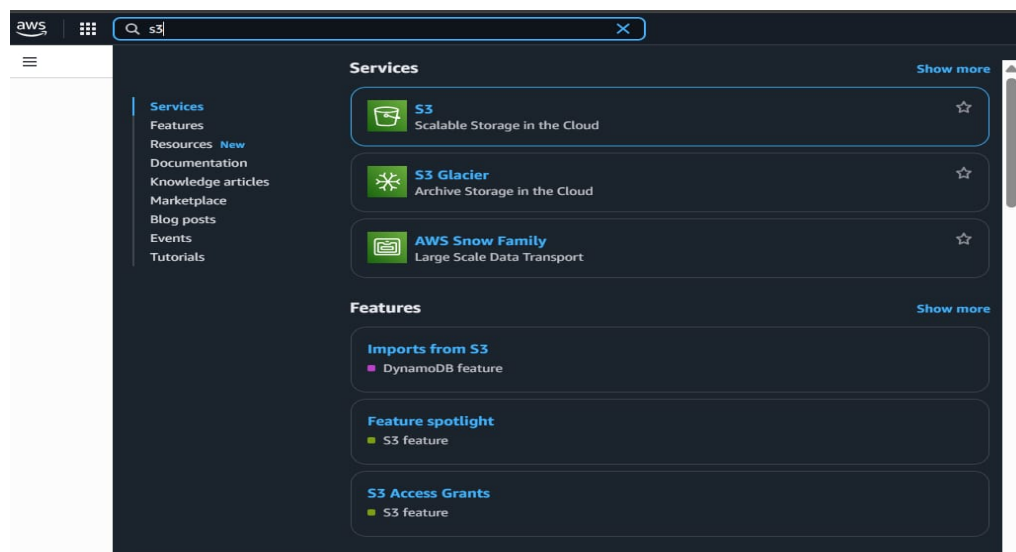 aws
s3
Services
Features
Resources New
Documentation
Knowledge articles
Marketplace
Blog posts
Events
Tutorials
Services Show more
S3
Scalable Storage in the Cloud
S3 Glacier
Archive Storage in the Cloud
AWS Snow Family
Large Scale Data Transport
Features Show more
Imports from S3
DynamoDB feature
Feature spotlight
S3 feature
S3 Access Grants
S3 feature